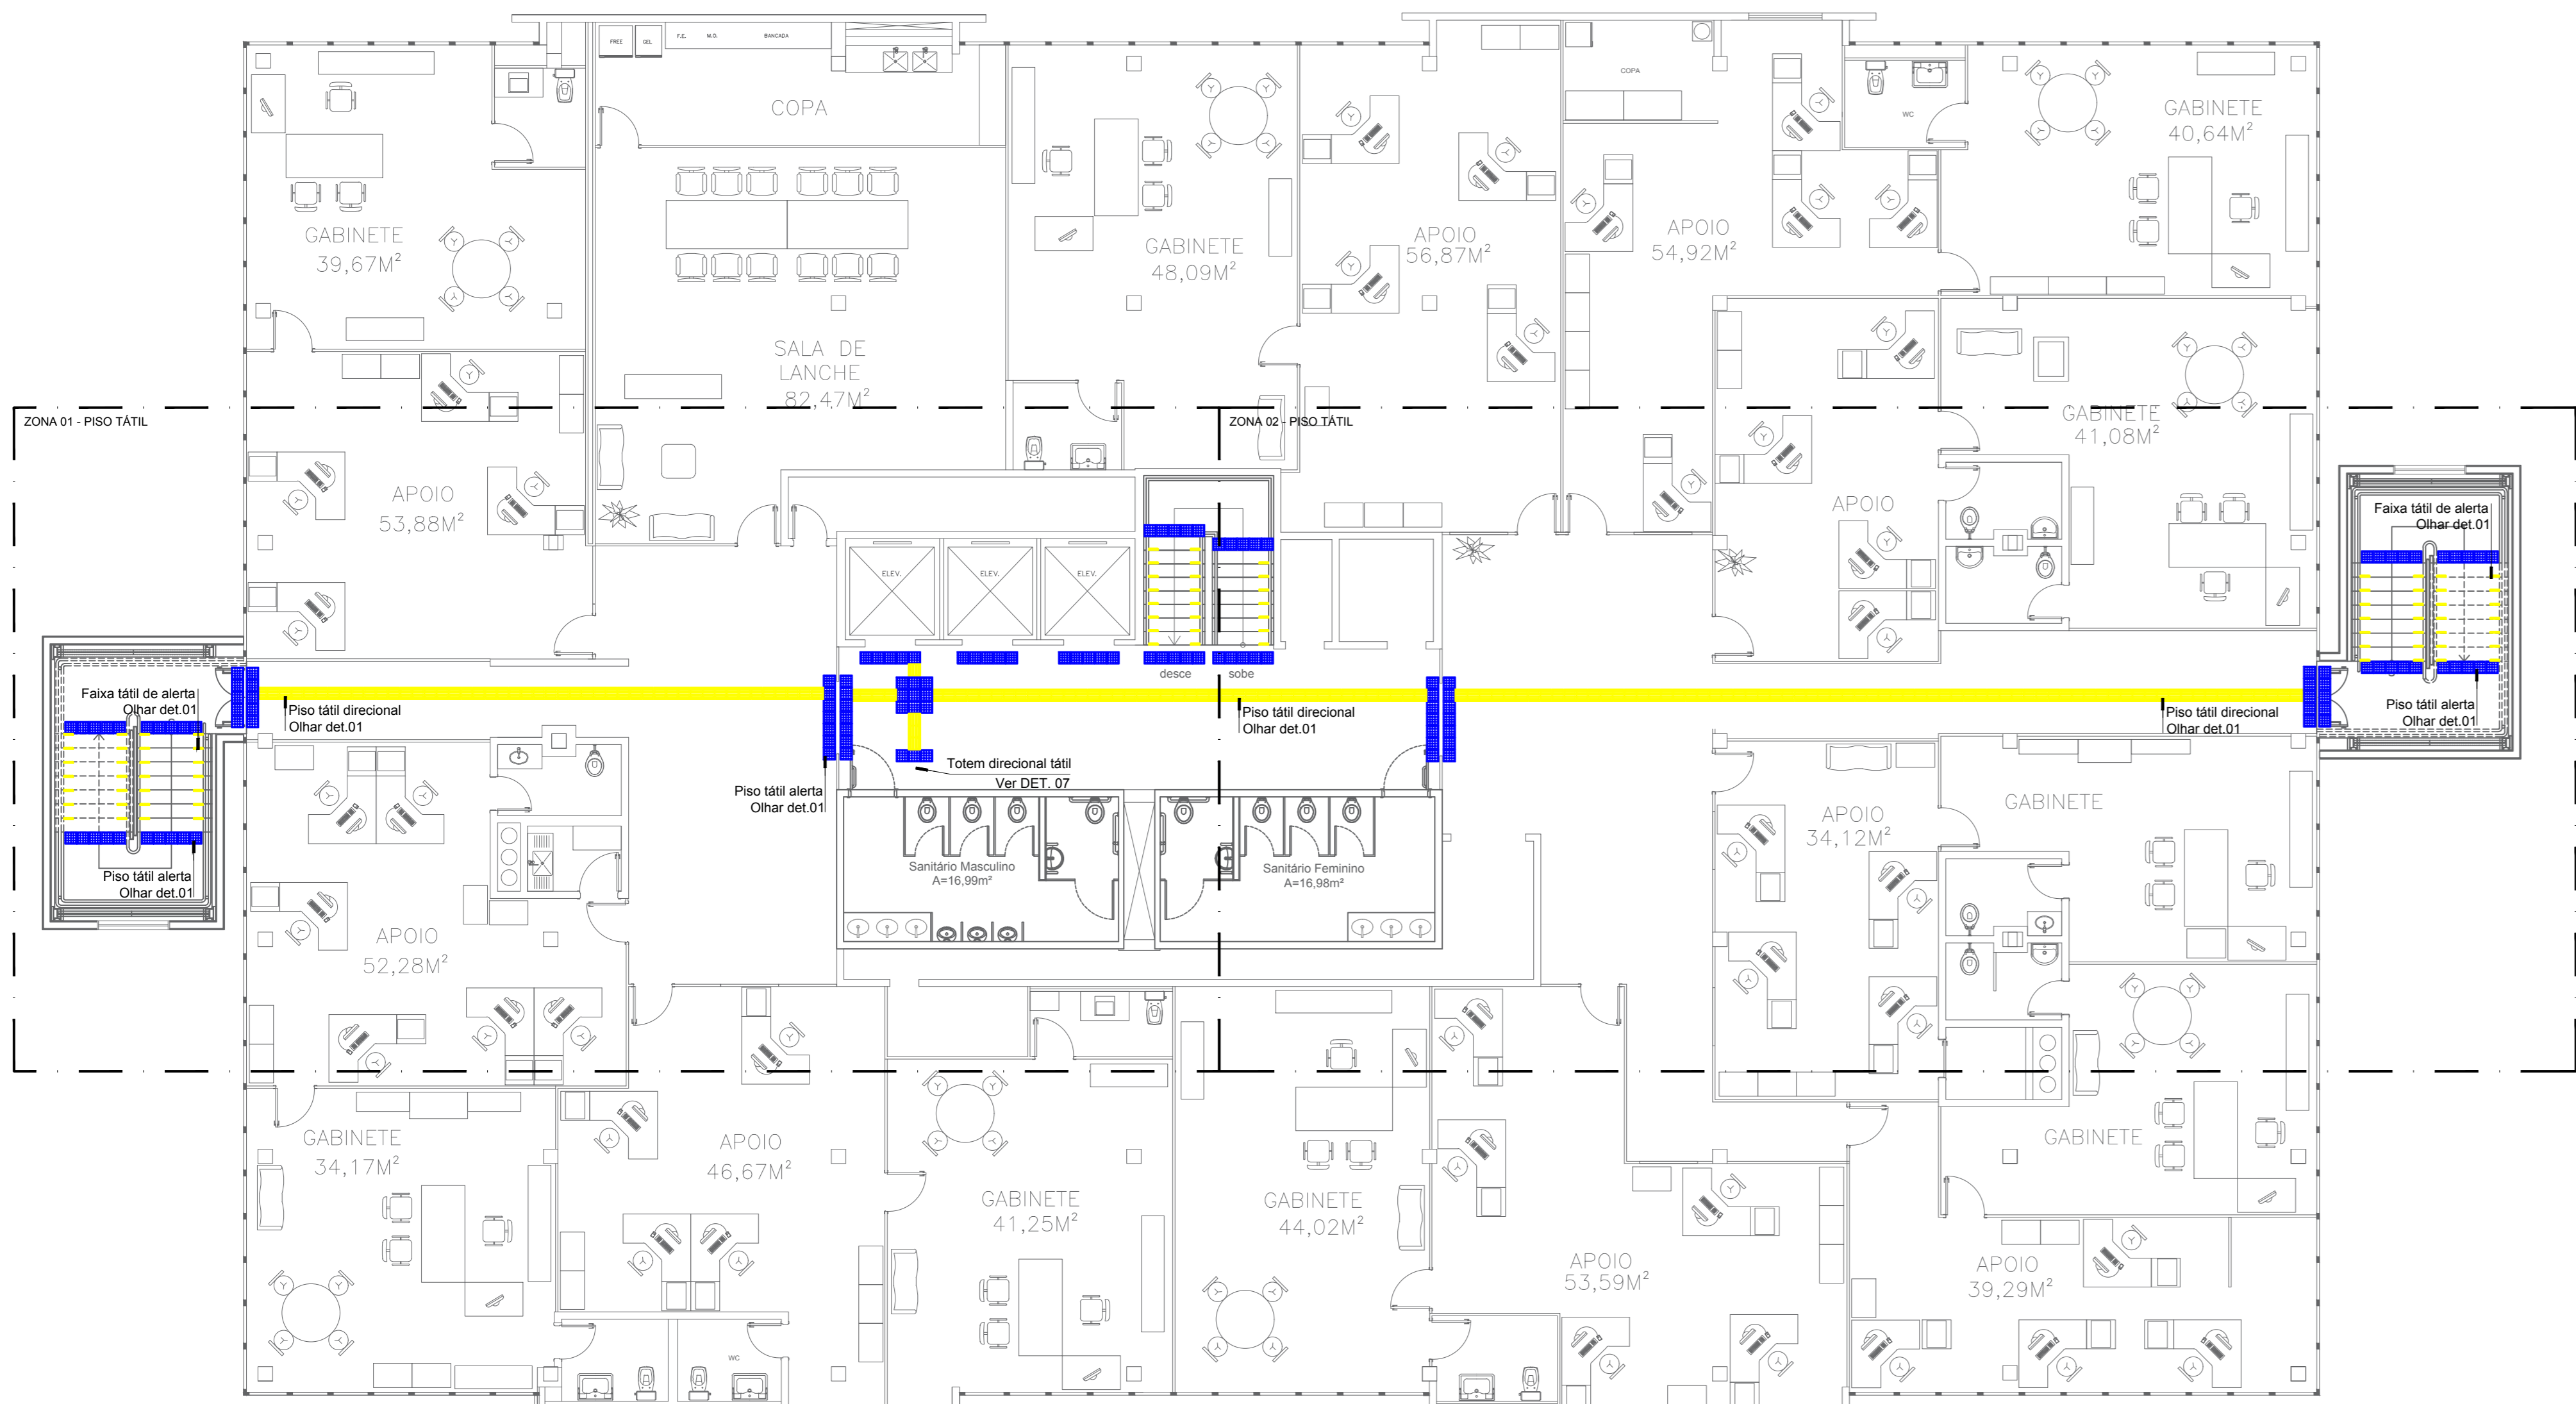 FREE
GEL
F.E.
M.O.
BANCADA
COPA
COPA
WC
GABINETE
40,64M²
GABINETE
39,67M²
GABINETE
48,09M²
APOIO
56,87M²
APOIO
54,92M²
SALA DE
LANCHE
82,47M²
ZONA 01 - PISO TÁTIL
ZONA 02 - PISO TÁTIL
GABINETE
41,08M²
APOIO
53,88M²
APOIO
Faixa tátil de alerta
Olhar det.01
ELEV.
ELEV.
ELEV.
desce
sobe
Faixa tátil de alerta
Olhar det.01
Piso tátil direcional
Olhar det.01
Piso tátil direcional
Olhar det.01
Piso tátil direcional
Olhar det.01
Piso tátil alerta
Olhar det.01
Totem direcional tátil
Ver DET. 07
Piso tátil alerta
Olhar det.01
GABINETE
APOIO
34,12M²
Piso tátil alerta
Olhar det.01
Sanitário Masculino
A=16,99m²
Sanitário Feminino
A=16,98m²
APOIO
52,28M²
GABINETE
34,17M²
APOIO
46,67M²
GABINETE
GABINETE
41,25M²
GABINETE
44,02M²
APOIO
53,59M²
APOIO
39,29M²
WC